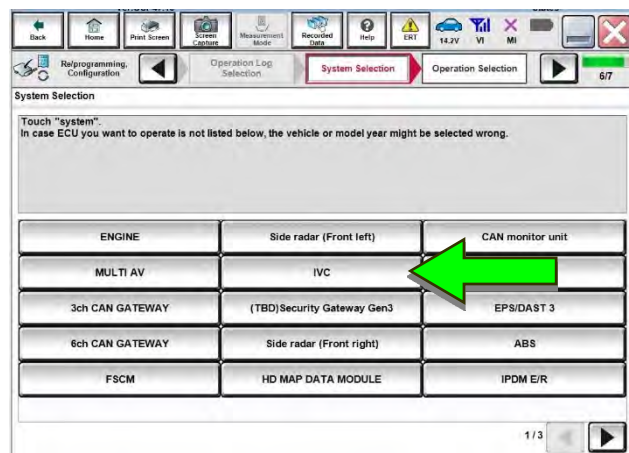 Back
Home
Print Screen
Screen Capture
Measurement Mode
Recorded Data
Help
ERT
14.2V
VI
MI
Re/programming, Configuration
Operation Log Selection
System Selection
Operation Selection
6/7
System Selection
Touch "system".
In case ECU you want to operate is not listed below, the vehicle or model year might be selected wrong.
ENGINE
Side radar (Front left)
CAN monitor unit
MULTI AV
IVC
3ch CAN GATEWAY
(TBD)Security Gateway Gen3
EPS/DAST 3
6ch CAN GATEWAY
Side radar (Front right)
ABS
FSCM
HD MAP DATA MODULE
IPDM E/R
1/3